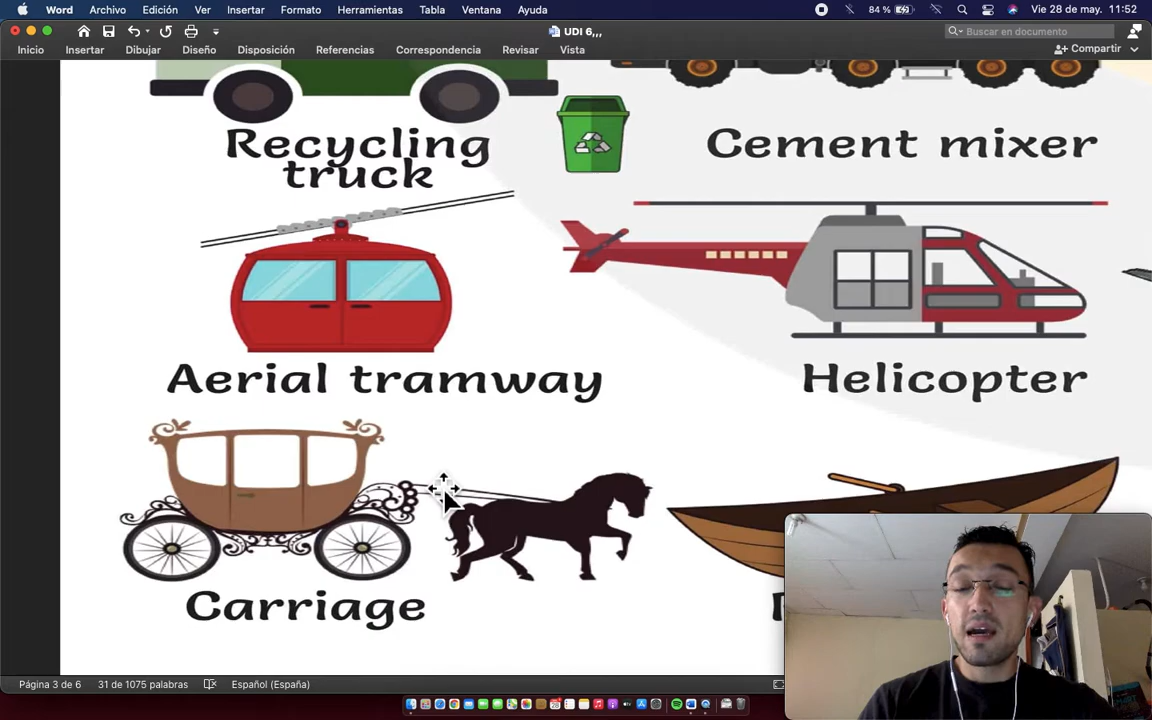 Word Archivo Edición Ver Insertar Formato Herramientas Tabla Ventana Ayuda 84 % Vie 28 de may. 11:52
UDI 6,,,
Buscar en documento
Inicio Insertar Dibujar Diseño Disposición Referencias Correspondencia Revisar Vista Compartir
Recycling
truck
Cement mixer
Aerial tramway
Helicopter
Carriage
Página 3 de 6 31 de 1075 palabras Español (España)